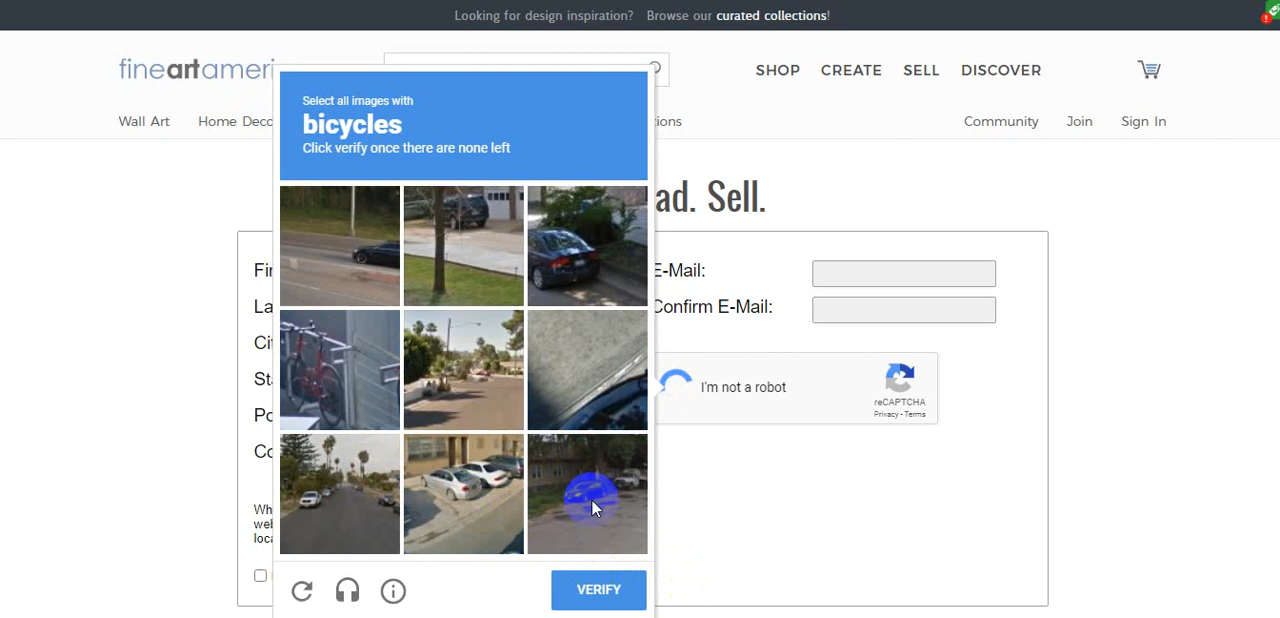 Looking for design inspiration? Browse our curated collections!
fineartameri
SHOP CREATE SELL DISCOVER
Wall Art Home Deco
Community Join Sign In
Select all images with
bicycles
Click verify once there are none left
ad. Sell.
E-Mail:
Confirm E-Mail:
I'm not a robot
reCAPTCHA
Privacy - Terms
VERIFY